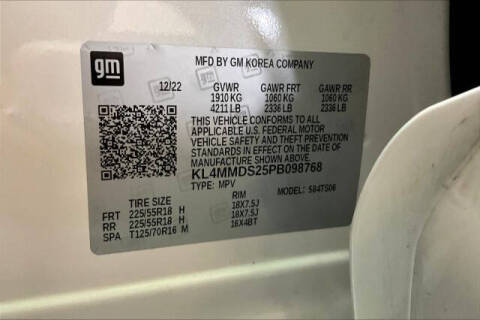 gm
MFD BY GM KOREA COMPANY
12/22 GVWR GAWR FRT GAWR RR
1910 KG 1060 KG 1060 KG
4211 LB 2336 LB 2336 LB
THIS VEHICLE CONFORMS TO ALL
APPLICABLE U.S. FEDERAL MOTOR
VEHICLE SAFETY AND THEFT PREVENTION
STANDARDS IN EFFECT ON THE DATE OF
MANUFACTURE SHOWN ABOVE.
KL4MMDS25PB098768
TYPE: MPV MODEL: 584TS06
TIRE SIZE RIM
FRT 225/55R18 H 18X7.5J
RR 225/55R18 H 18X7.5J
SPA T125/70R16 M 16X4BT